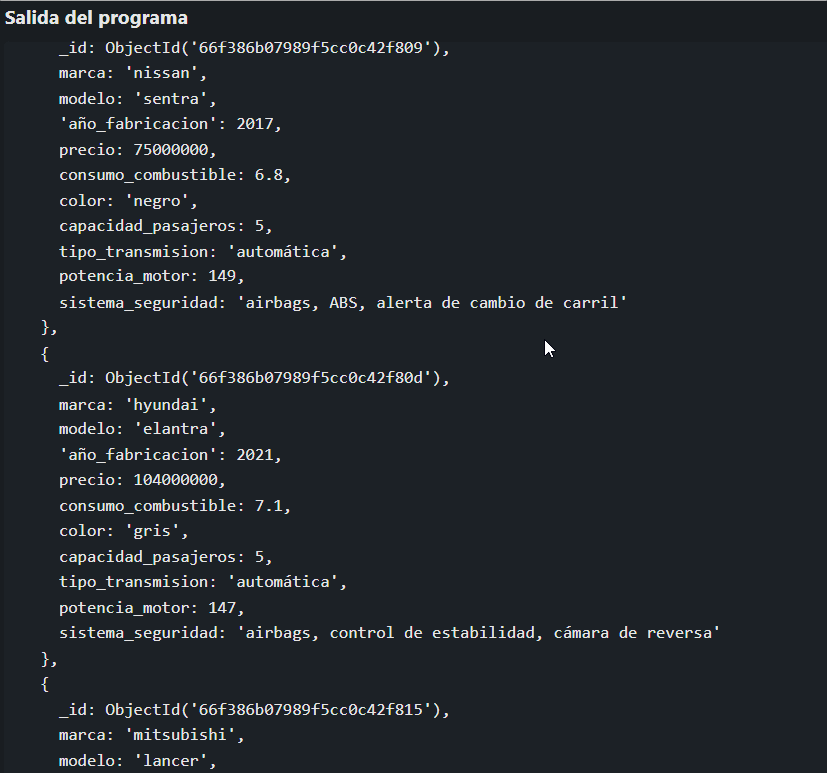 Salida del programa
_id: ObjectId('66f386b07989f5cc0c42f809'),
marca: 'nissan',
modelo: 'sentra',
'año_fabricacion': 2017,
precio: 75000000,
consumo_combustible: 6.8,
color: 'negro',
capacidad_pasajeros: 5,
tipo_transmision: 'automática',
potencia_motor: 149,
sistema_seguridad: 'airbags, ABS, alerta de cambio de carril'
},
{
_id: ObjectId('66f386b07989f5cc0c42f80d'),
marca: 'hyundai',
modelo: 'elantra',
'año_fabricacion': 2021,
precio: 104000000,
consumo_combustible: 7.1,
color: 'gris',
capacidad_pasajeros: 5,
tipo_transmision: 'automática',
potencia_motor: 147,
sistema_seguridad: 'airbags, control de estabilidad, cámara de reversa'
},
{
_id: ObjectId('66f386b07989f5cc0c42f815'),
marca: 'mitsubishi',
modelo: 'lancer',